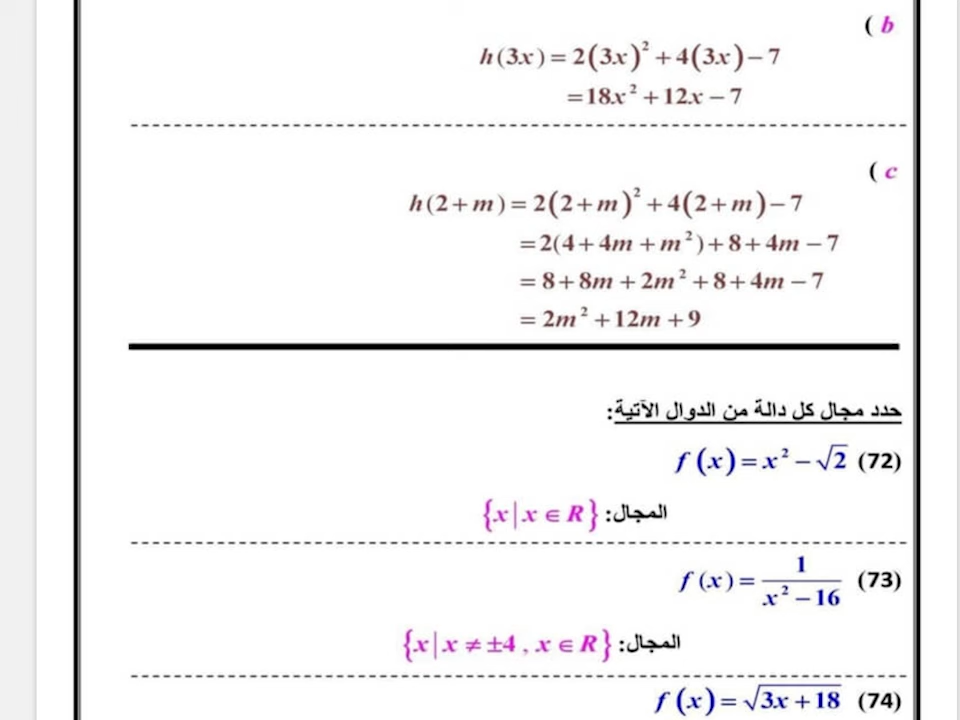 b )
h(3x) = 2(3x)² + 4(3x) − 7
= 18x² + 12x − 7
c )
h(2+m) = 2(2+m)² + 4(2+m) − 7
= 2(4 + 4m + m²) + 8 + 4m − 7
= 8 + 8m + 2m² + 8 + 4m − 7
= 2m² + 12m + 9
حدد مجال كل دالة من الدوال الآتية:
(72) f(x) = x² − √2
المجال: {x | x ∈ R}
(73) f(x) = 1/(x² − 16)
المجال: {x | x ≠ ±4 , x ∈ R}
(74) f(x) = √(3x + 18)